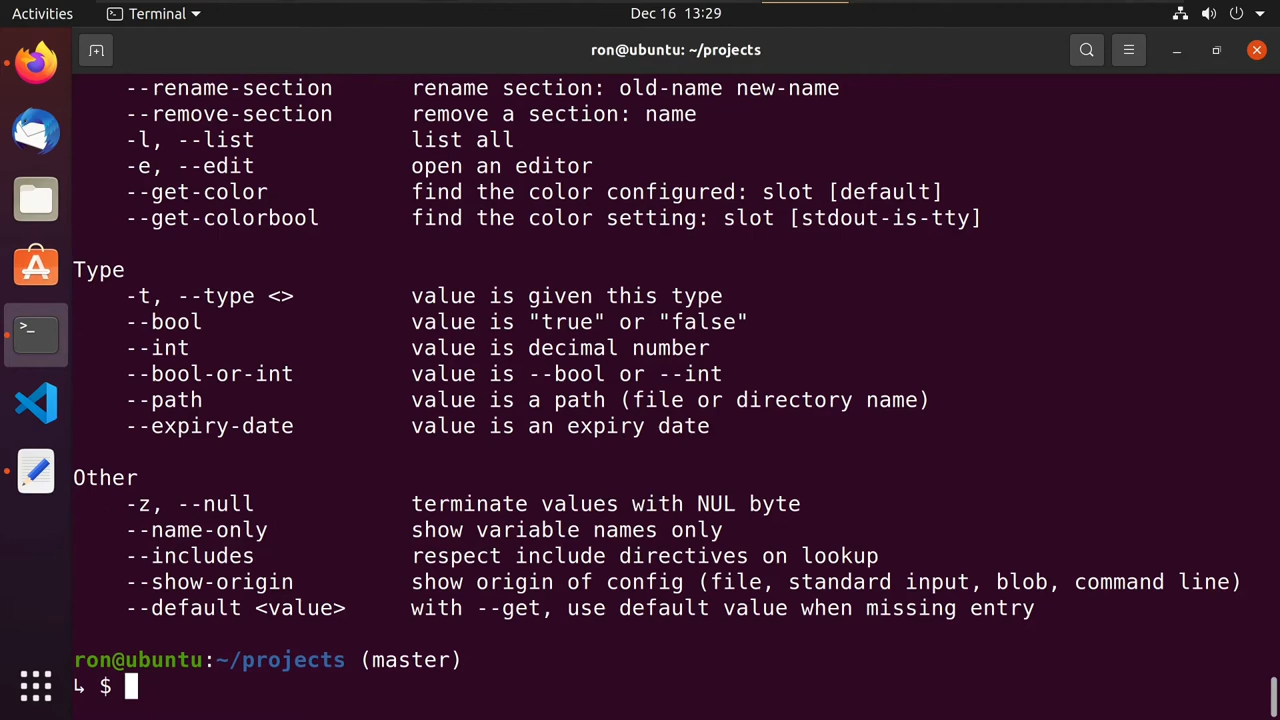 Activities
Terminal
Dec 16 13:29
ron@ubuntu: ~/projects
--rename-section rename section: old-name new-name
--remove-section remove a section: name
-l, --list list all
-e, --edit open an editor
--get-color find the color configured: slot [default]
--get-colorbool find the color setting: slot [stdout-is-tty]
Type
-t, --type <> value is given this type
--bool value is "true" or "false"
--int value is decimal number
--bool-or-int value is --bool or --int
--path value is a path (file or directory name)
--expiry-date value is an expiry date
Other
-z, --null terminate values with NUL byte
--name-only show variable names only
--includes respect include directives on lookup
--show-origin show origin of config (file, standard input, blob, command line)
--default <value> with --get, use default value when missing entry
ron@ubuntu:~/projects (master)
↳ $